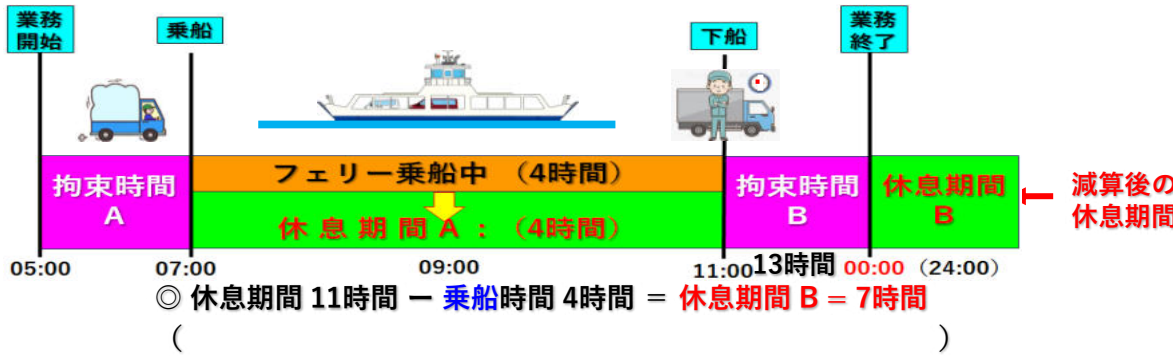 業務
開始
乗船
下船
業務
終了
フェリー乗船中 （4時間）
拘束時間
A
休 息 期 間 A ：（4時間）
拘束時間
B
休息期間
B
減算後の
休息期間
05:00
07:00
09:00
11:00
13時間
00:00 （24:00）
◎ 休息期間 11時間 ー 乗船時間 4時間 ＝ 休息期間 B = 7時間
（ ）